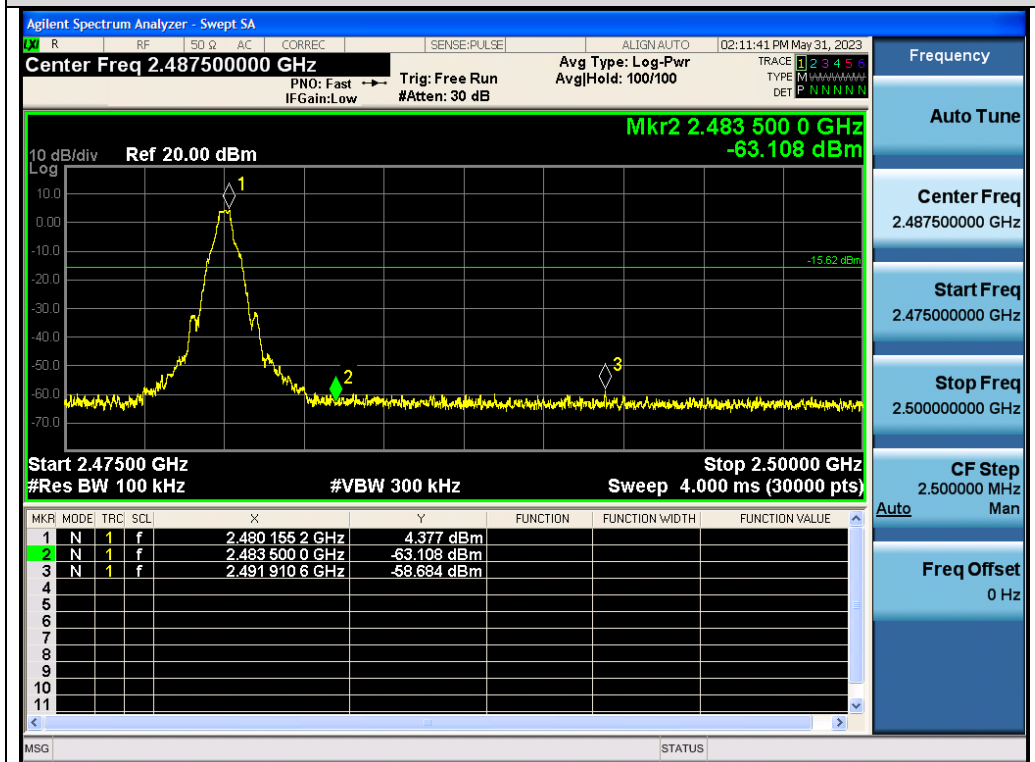 Agilent Spectrum Analyzer - Swept SA
LXI R RF 50 Ω AC CORREC SENSE:PULSE ALIGN AUTO 02:11:41 PM May 31, 2023
Center Freq 2.487500000 GHz
PNO: Fast
IFGain:Low
Trig: Free Run
#Atten: 30 dB
Avg Type: Log-Pwr
Avg|Hold: 100/100
TRACE 1 2 3 4 5 6
TYPE M
DET P N N N N N
Frequency
Auto Tune
Center Freq
2.487500000 GHz
Start Freq
2.475000000 GHz
Stop Freq
2.500000000 GHz
CF Step
2.500000 MHz
Auto Man
Freq Offset
0 Hz
Mkr2 2.483 500 0 GHz
-63.108 dBm
10 dB/div Ref 20.00 dBm
Log
10.0
0.00
-10.0
-20.0
-30.0
-40.0
-50.0
-60.0
-70.0
1
-15.62 dBm
2
3
Start 2.47500 GHz Stop 2.50000 GHz
#Res BW 100 kHz #VBW 300 kHz Sweep 4.000 ms (30000 pts)
MKR MODE TRC SCL X Y FUNCTION FUNCTION WIDTH FUNCTION VALUE
1 N 1 f 2.480 155 2 GHz 4.377 dBm
2 N 1 f 2.483 500 0 GHz -63.108 dBm
3 N 1 f 2.491 910 6 GHz -58.684 dBm
4
5
6
7
8
9
10
11
MSG STATUS